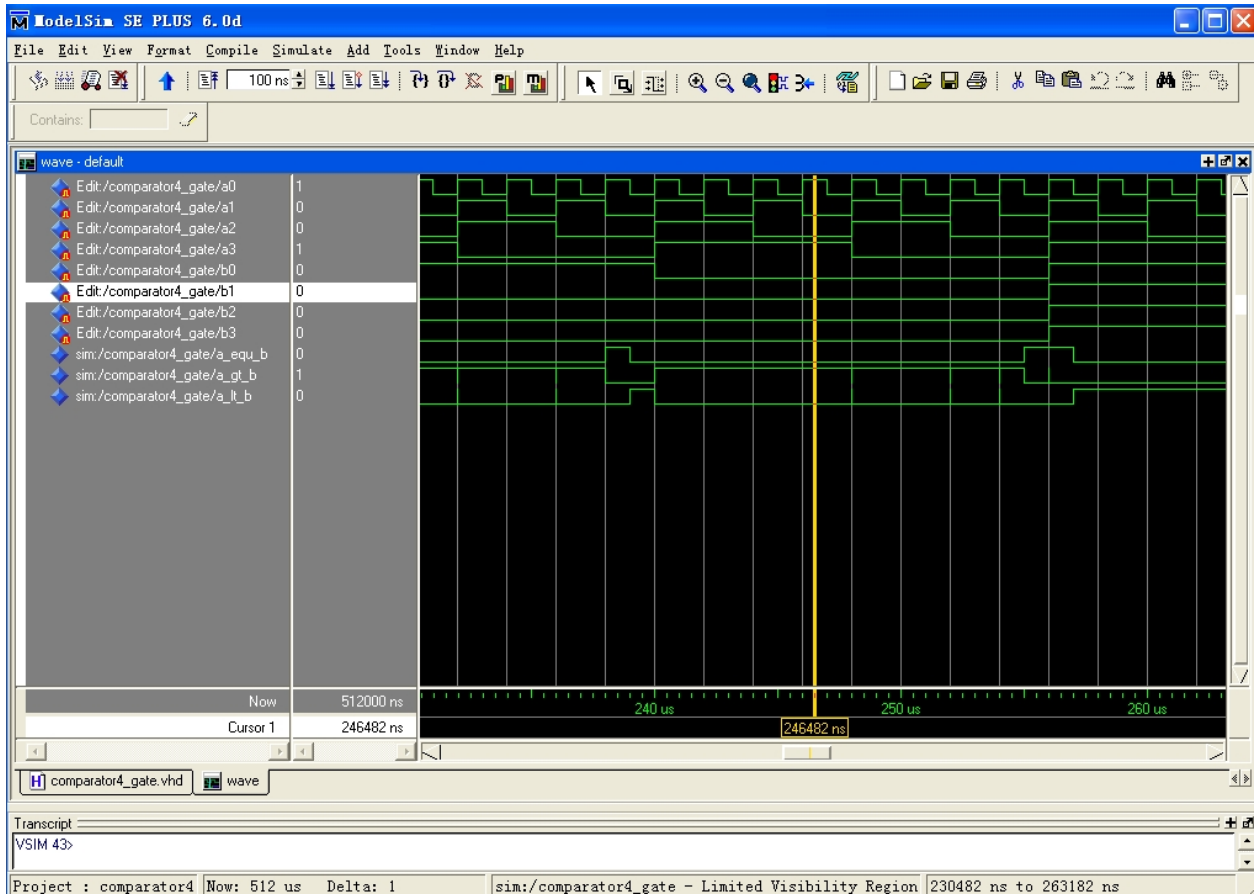 ModelSim SE PLUS 6.0d
File Edit View Format Compile Simulate Add Tools Window Help
100 ns
Contains:
wave - default
Edit:/comparator4_gate/a0 1
Edit:/comparator4_gate/a1 0
Edit:/comparator4_gate/a2 0
Edit:/comparator4_gate/a3 1
Edit:/comparator4_gate/b0 0
Edit:/comparator4_gate/b1 0
Edit:/comparator4_gate/b2 0
Edit:/comparator4_gate/b3 0
sim:/comparator4_gate/a_equ_b 0
sim:/comparator4_gate/a_gt_b 1
sim:/comparator4_gate/a_lt_b 0
Now 512000 ns
240 us 250 us 260 us
Cursor 1 246482 ns 246482 ns
comparator4_gate.vhd wave
Transcript
VSIM 43>
Project : comparator4 Now: 512 us Delta: 1 sim:/comparator4_gate - Limited Visibility Region 230482 ns to 263182 ns